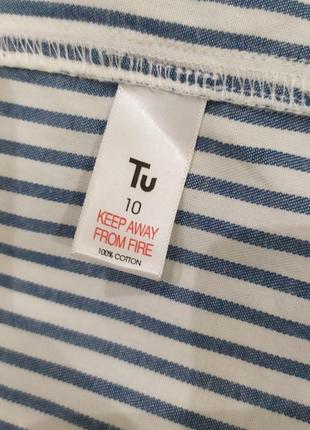 Tu
10
KEEP AWAY
FROM FIRE
100% COTTON